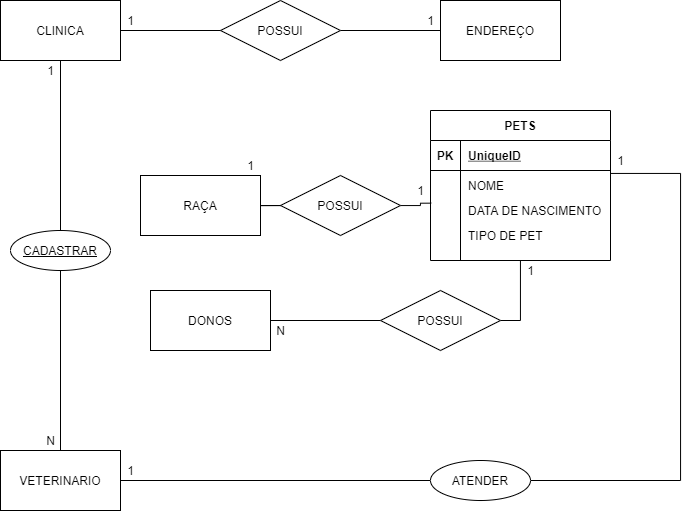 CLINICA
1
POSSUI
1
ENDEREÇO
1
PETS
PK UniqueID
NOME
DATA DE NASCIMENTO
TIPO DE PET
1
RAÇA
1
POSSUI
1
CADASTRAR
DONOS
N
POSSUI
1
N
VETERINARIO
1
ATENDER